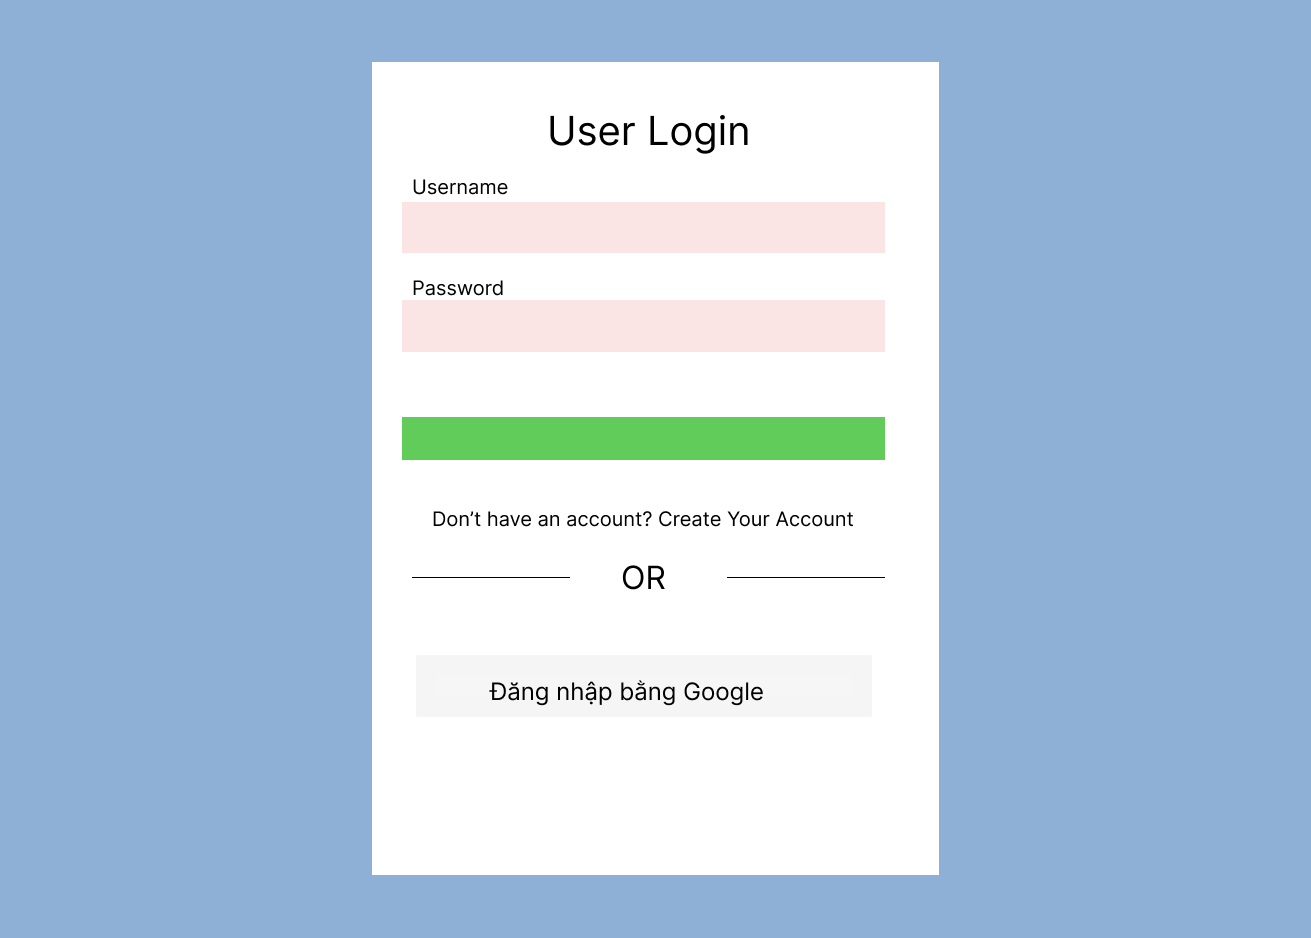 User Login
Username
Password
Don’t have an account? Create Your Account
OR
Đăng nhập bằng Google